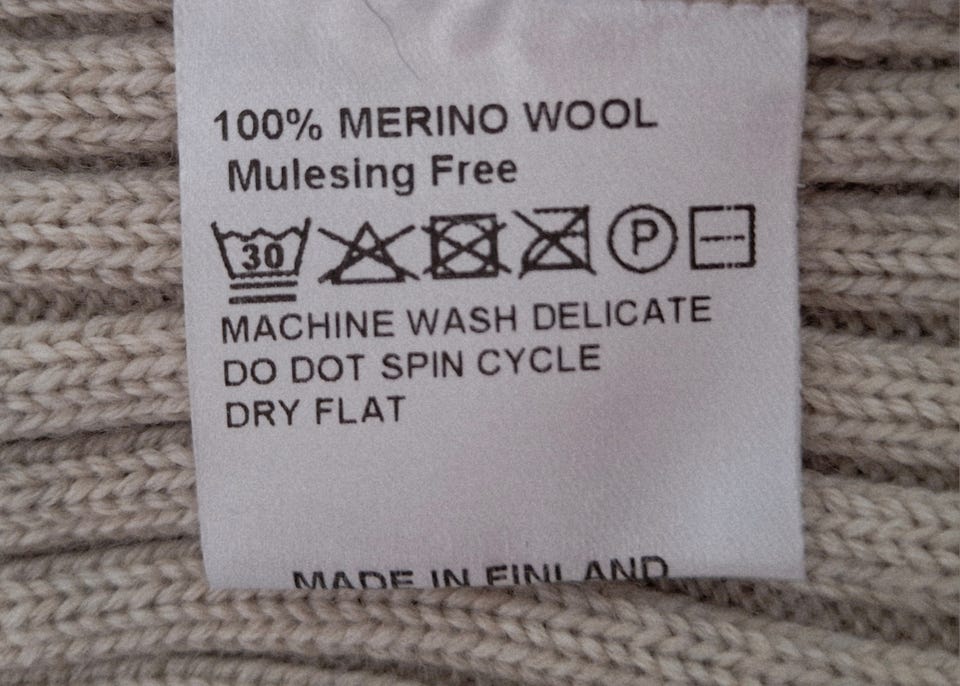 100% MERINO WOOL
Mulesing Free
30 P
MACHINE WASH DELICATE
DO DOT SPIN CYCLE
DRY FLAT
MADE IN FINLAND